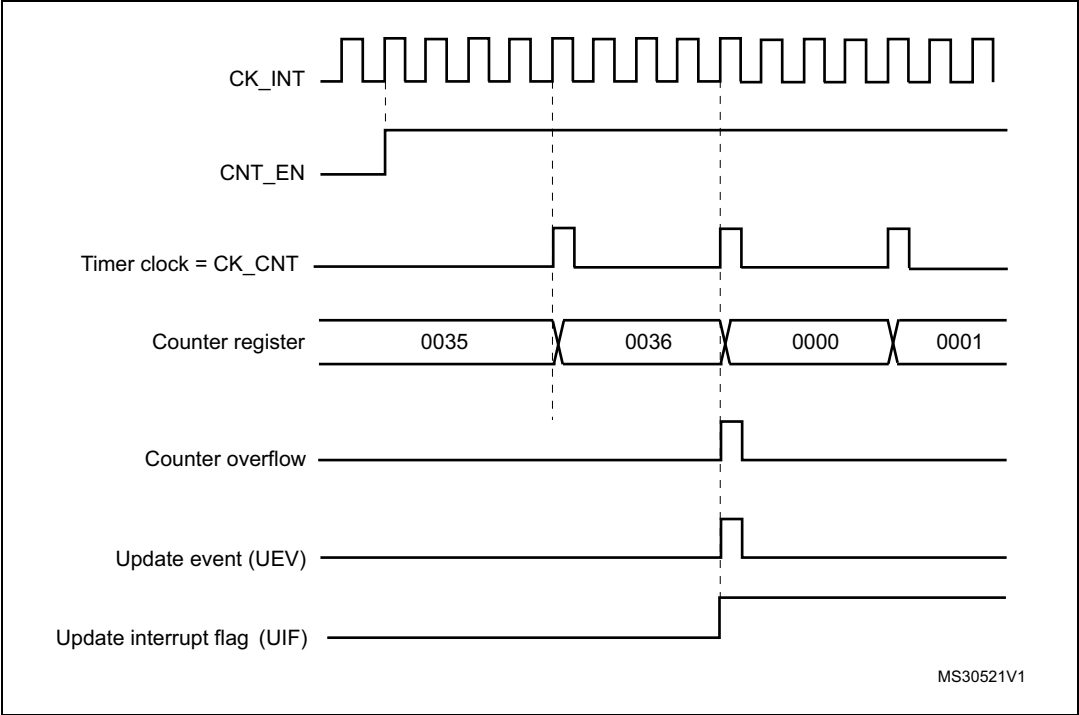 CK_INT
CNT_EN
Timer clock = CK_CNT
Counter register
0035 0036 0000 0001
Counter overflow
Update event (UEV)
Update interrupt flag (UIF)
MS30521V1